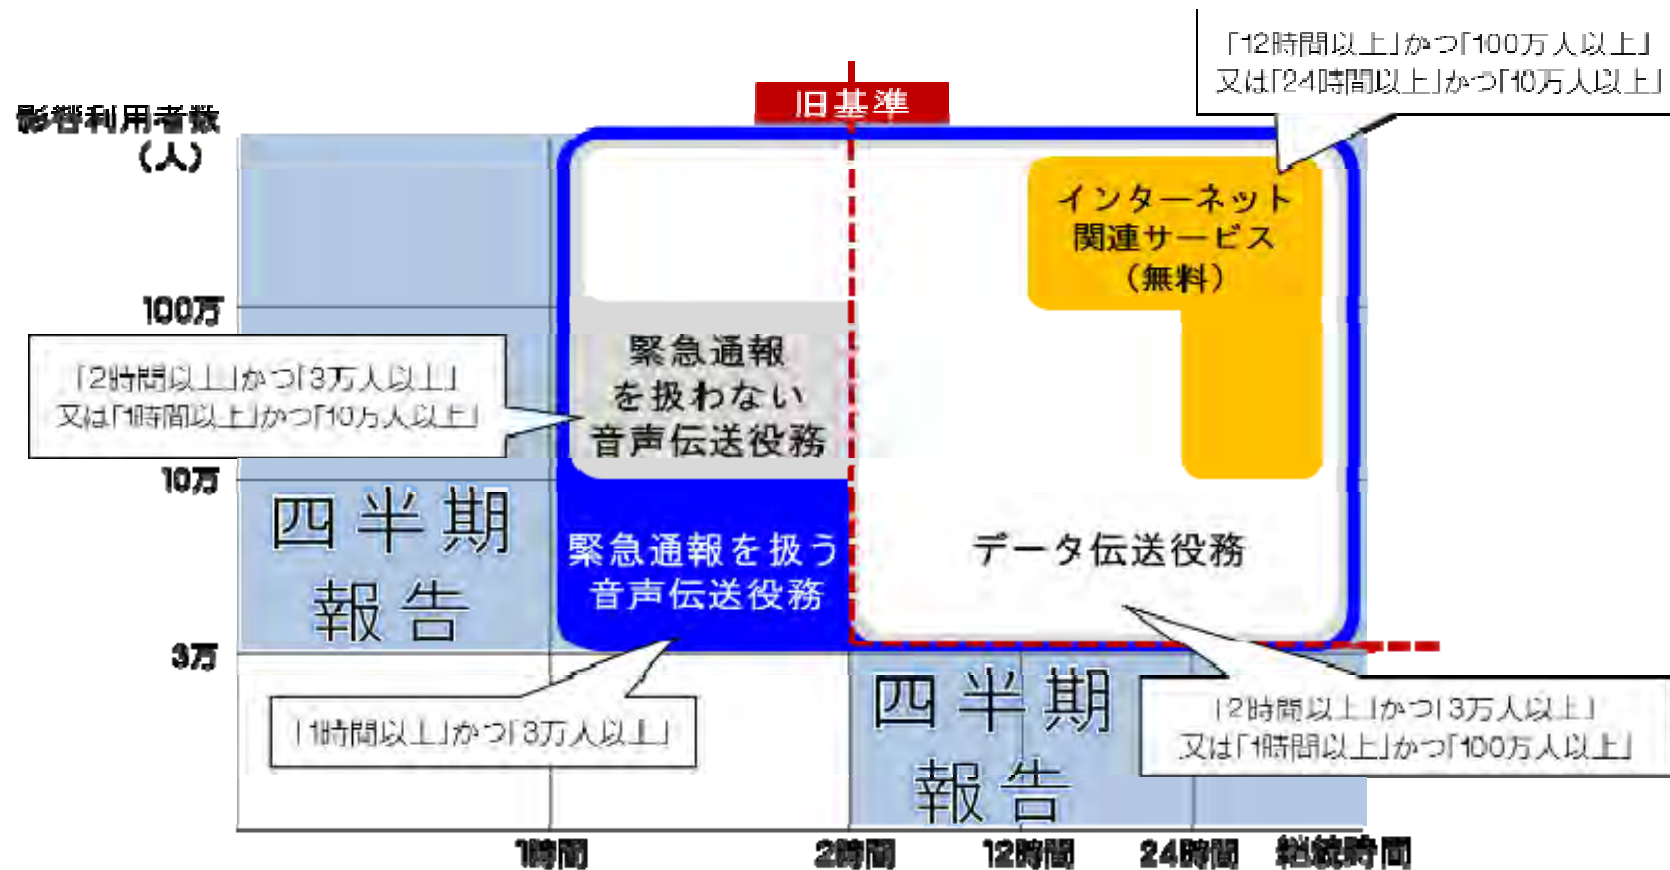 「12時間以上」かつ「100万人以上」
又は「24時間以上」かつ「10万人以上」
旧基準
影響利用者数
（人）
インターネット
関連サービス
（無料）
100万
緊急通報
を扱わない
音声伝送役務
「2時間以上」かつ「3万人以上」
又は「1時間以上」かつ「10万人以上」
10万
四半期
報告
緊急通報を扱う
音声伝送役務
データ伝送役務
3万
「1時間以上」かつ「3万人以上」
四半期
報告
「2時間以上」かつ「3万人以上」
又は「1時間以上」かつ「100万人以上」
1時間
2時間
12時間
24時間
継続時間